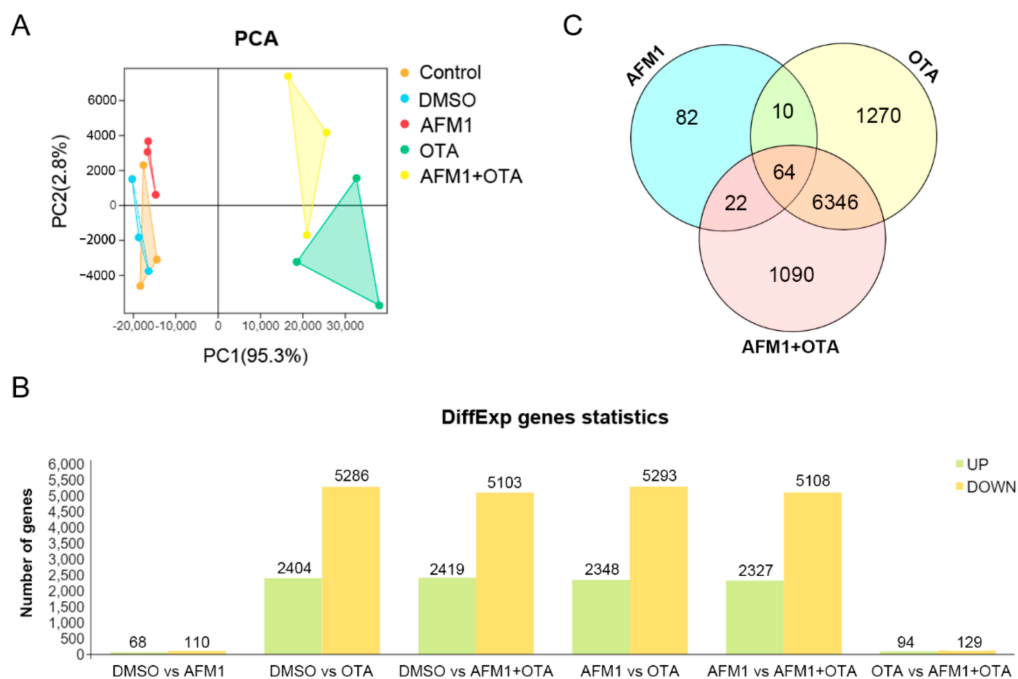 A
PCA
PC2(2.8%)
6000
4000
2000
0
−2000
−4000
-20,000
-10,000
0
10,000
20,000
30,000
PC1(95.3%)
Control
DMSO
AFM1
OTA
AFM1+OTA
C
AFM1
OTA
82
10
1270
64
22
6346
1090
AFM1+OTA
B
DiffExp genes statistics
Number of genes
6,000
5,500
5,000
4,500
4,000
3,500
3,000
2,500
2,000
1,500
1,000
500
0
68
110
2404
5286
2419
5103
2348
5293
2327
5108
94
129
UP
DOWN
DMSO vs AFM1
DMSO vs OTA
DMSO vs AFM1+OTA
AFM1 vs OTA
AFM1 vs AFM1+OTA
OTA vs AFM1+OTA